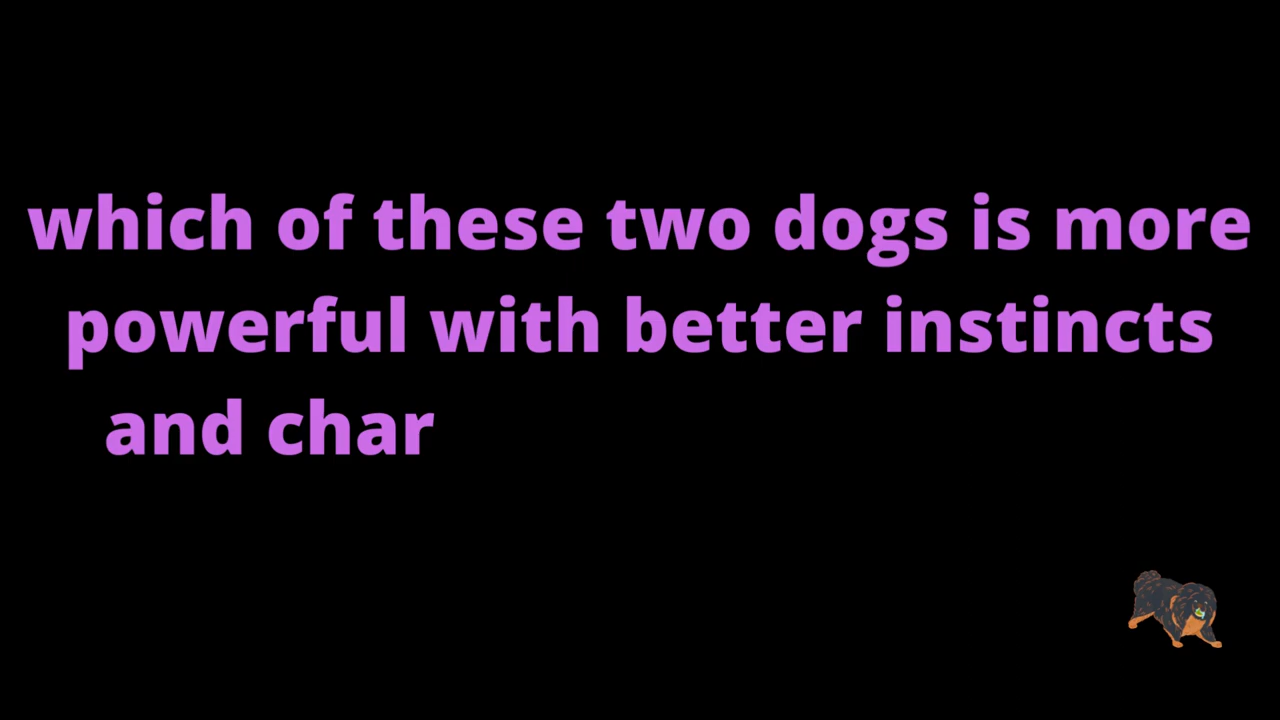 which of these two dogs is more
powerful with better instincts
and char